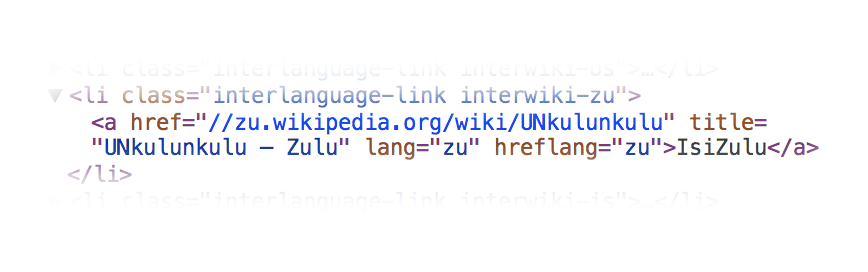 <li class="interlanguage-link interwiki-os">…</li>
▼<li class="interlanguage-link interwiki-zu">
<a href="//zu.wikipedia.org/wiki/UNkulunkulu" title=
"UNkulunkulu – Zulu" lang="zu" hreflang="zu">IsiZulu</a>
</li>
<li class="interlanguage-link interwiki-is">…</li>